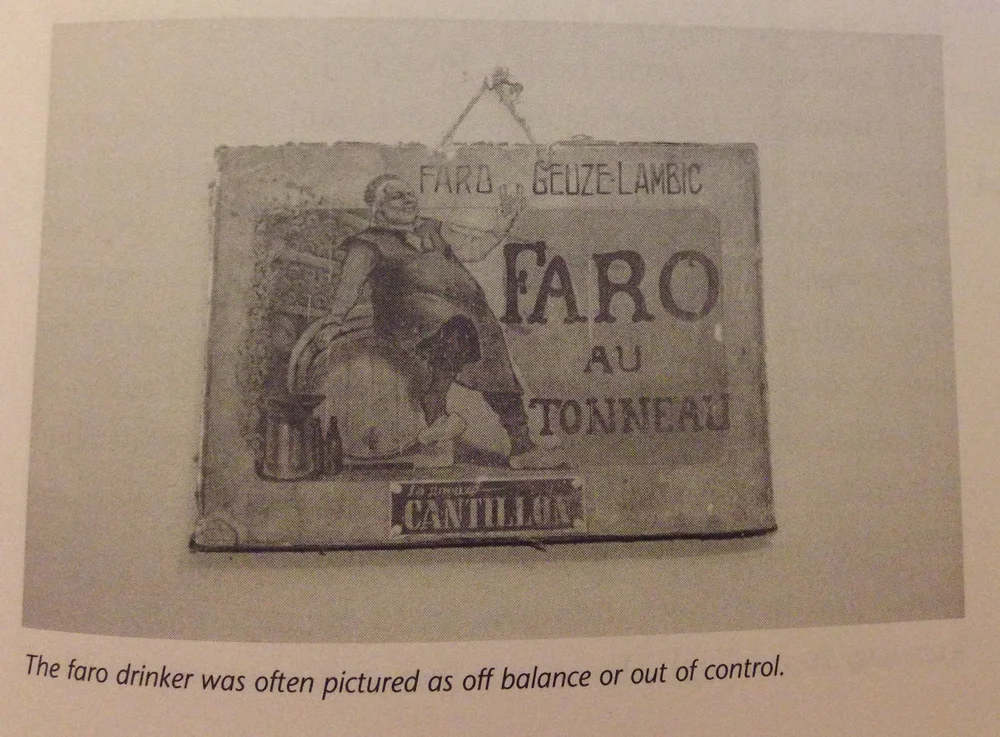 FARO GEUZE-LAMBIC
FARO
AU
TONNEAU
CANTILLON
The faro drinker was often pictured as off balance or out of control.